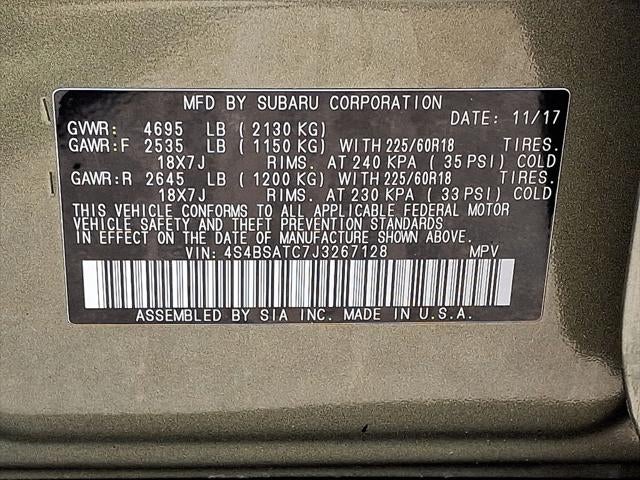 MFD BY SUBARU CORPORATION
DATE: 11/17
GVWR: 4695 LB ( 2130 KG)
GAWR:F 2535 LB ( 1150 KG) WITH 225/60R18 TIRES.
18X7J RIMS. AT 240 KPA ( 35 PSI) COLD
GAWR:R 2645 LB ( 1200 KG) WITH 225/60R18 TIRES.
18X7J RIMS. AT 230 KPA ( 33 PSI) COLD
THIS VEHICLE CONFORMS TO ALL APPLICABLE FEDERAL MOTOR
VEHICLE SAFETY AND THEFT PREVENTION STANDARDS
IN EFFECT ON THE DATE OF MANUFACTURE SHOWN ABOVE.
VIN: 4S4BSATC7J3267128 MPV
ASSEMBLED BY SIA INC. MADE IN U.S.A.